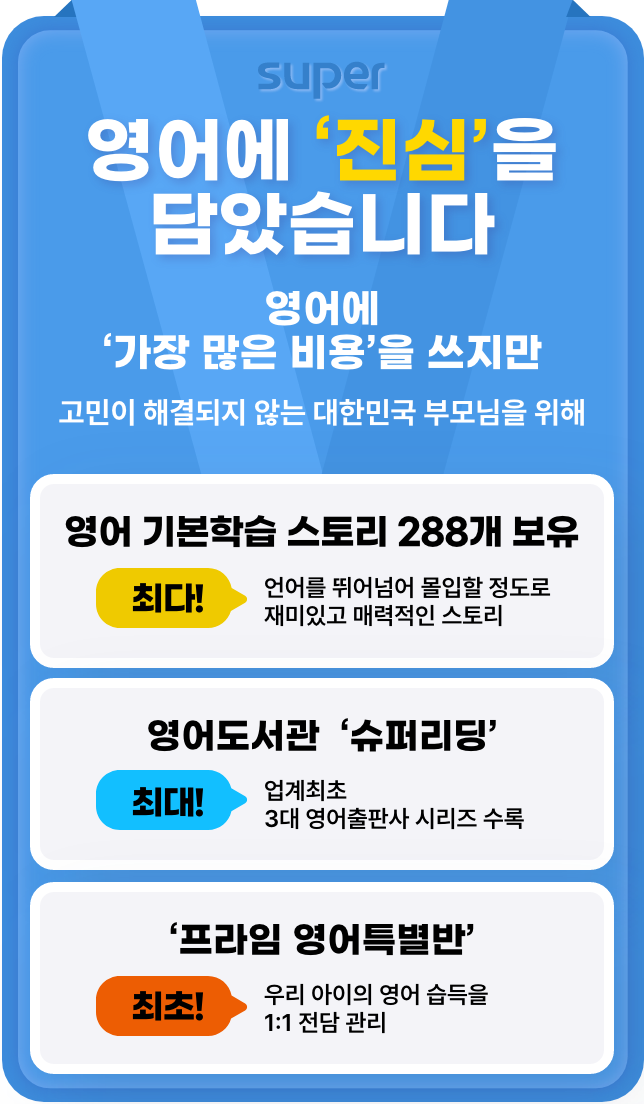 super
영어에 ‘진심’을
담았습니다
영어에
‘가장 많은 비용’을 쓰지만
고민이 해결되지 않는 대한민국 부모님을 위해
영어 기본학습 스토리 288개 보유
최다!
언어를 뛰어넘어 몰입할 정도로
재미있고 매력적인 스토리
영어도서관 ‘슈퍼리딩’
최대!
업계최초
3대 영어출판사 시리즈 수록
‘프라임 영어특별반’
최초!
우리 아이의 영어 습득을
1:1 전담 관리